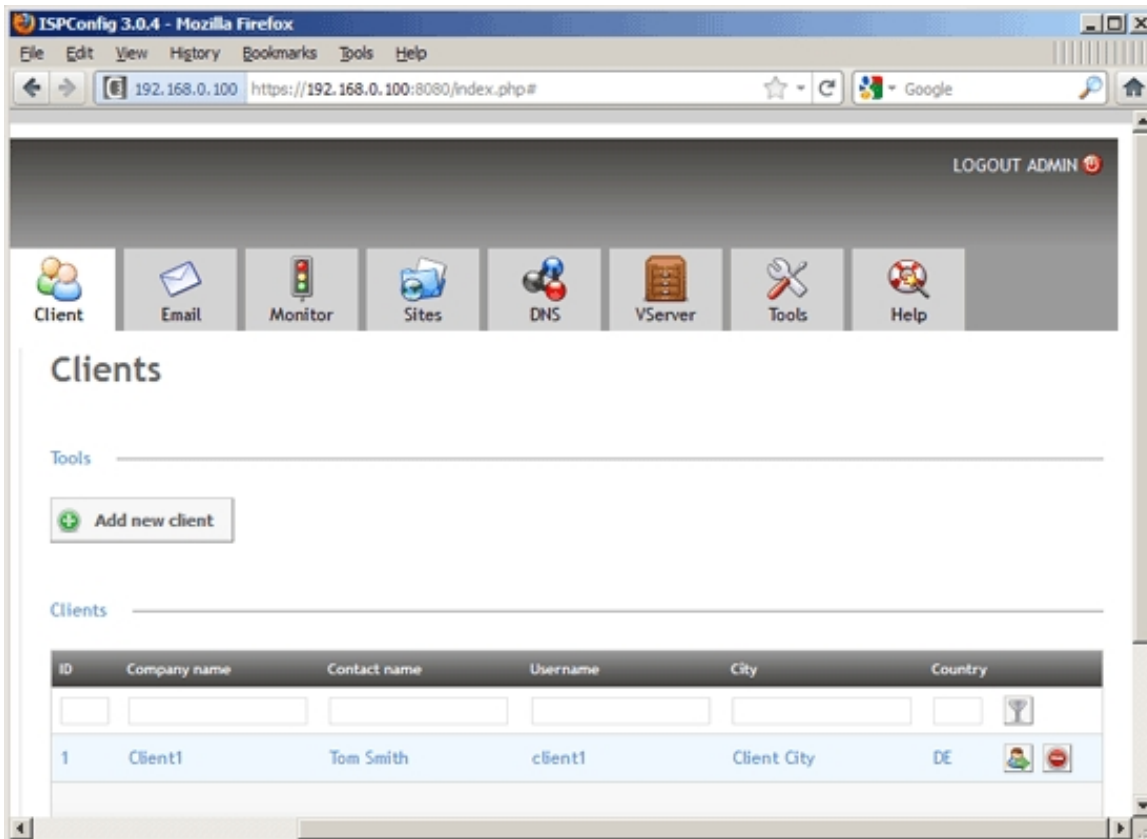 ISPConfig 3.0.4 - Mozilla Firefox
File Edit View History Bookmarks Tools Help
192.168.0.100 https://192.168.0.100:8080/index.php# Google
LOGOUT ADMIN
Client Email Monitor Sites DNS VServer Tools Help
Clients
Tools
Add new client
Clients
ID Company name Contact name Username City Country
1 Client1 Tom Smith client1 Client City DE